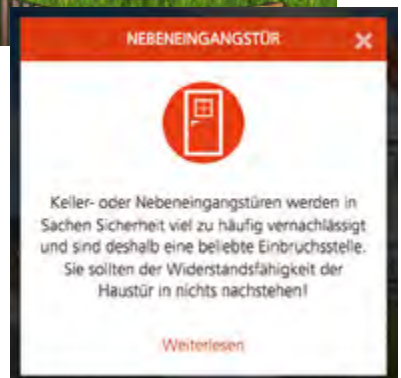 NEBENEINGANGSTÜR
Keller- oder Nebeneingangstüren werden in
Sachen Sicherheit viel zu häufig vernachlässigt
und sind deshalb eine beliebte Einbruchsstelle.
Sie sollten der Widerstandsfähigkeit der
Haustür in nichts nachstehen!
Weiterlesen